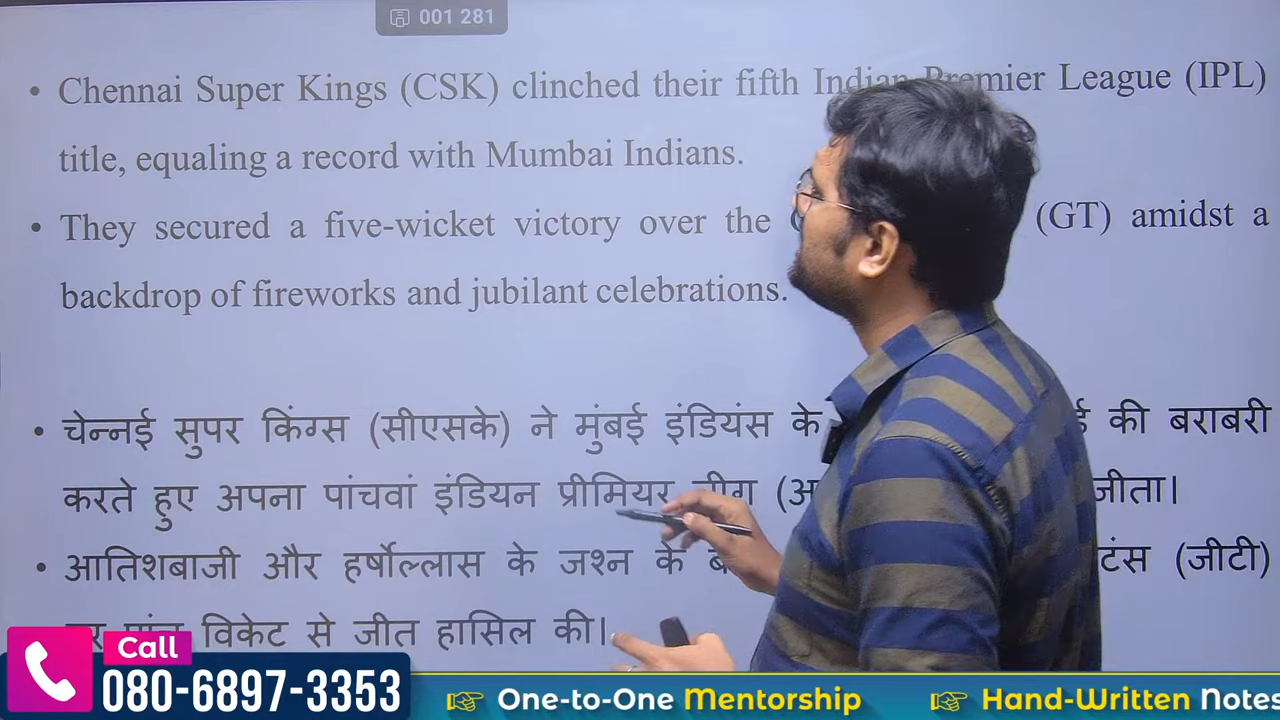 001 281
• Chennai Super Kings (CSK) clinched their fifth Indian Premier League (IPL)
title, equaling a record with Mumbai Indians.
• They secured a five-wicket victory over the (GT) amidst a
backdrop of fireworks and jubilant celebrations.
• चेन्नई सुपर किंग्स (सीएसके) ने मुंबई इंडियंस के की बराबरी
करते हुए अपना पांचवां इंडियन प्रीमियर लीग जीता।
• आतिशबाजी और हर्षोल्लास के जश्न के (जीटी)
पर पांच विकेट से जीत हासिल की।
Call
080-6897-3353
One-to-One Mentorship
Hand-Written Notes